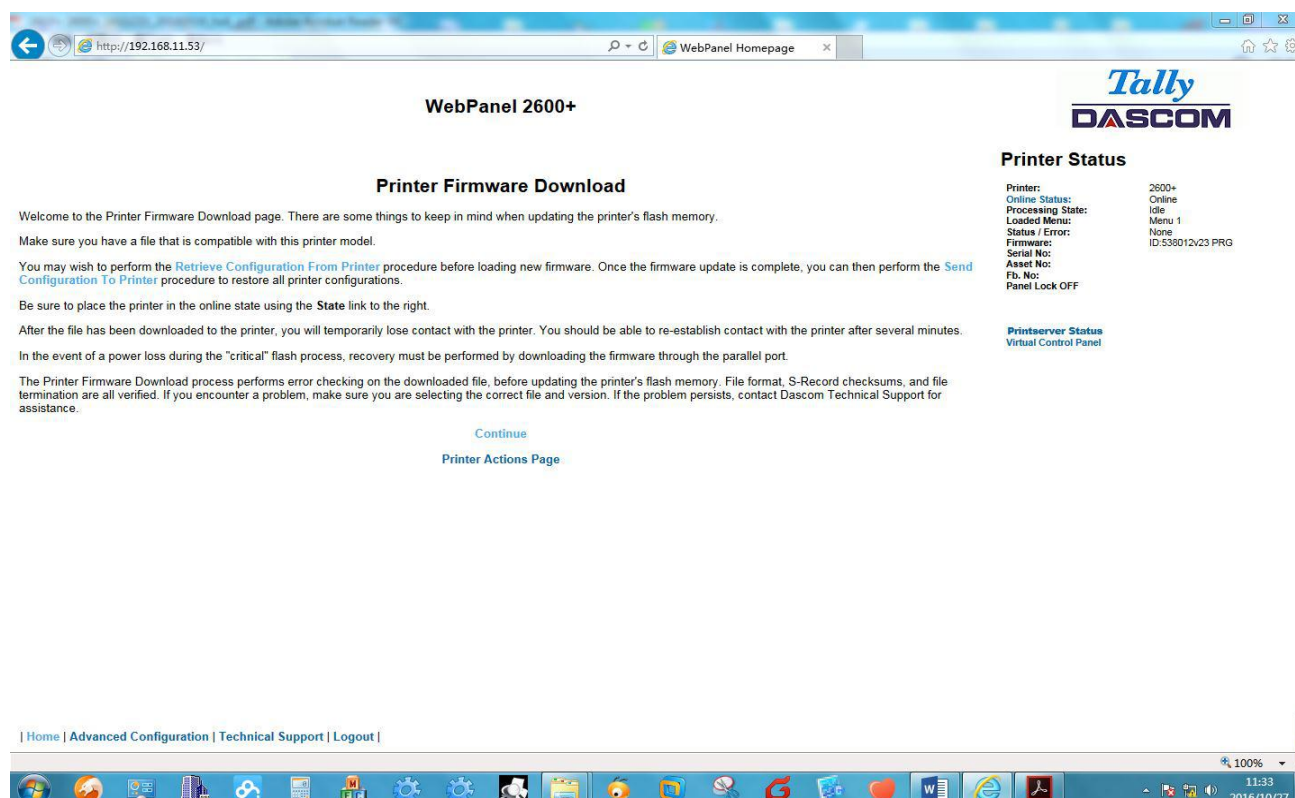 http://192.168.11.53/
WebPanel Homepage
Tally
DASCOM
WebPanel 2600+
Printer Firmware Download
Welcome to the Printer Firmware Download page. There are some things to keep in mind when updating the printer's flash memory.
Make sure you have a file that is compatible with this printer model.
You may wish to perform the Retrieve Configuration From Printer procedure before loading new firmware. Once the firmware update is complete, you can then perform the Send
Configuration To Printer procedure to restore all printer configurations.
Be sure to place the printer in the online state using the State link to the right.
After the file has been downloaded to the printer, you will temporarily lose contact with the printer. You should be able to re-establish contact with the printer after several minutes.
In the event of a power loss during the "critical" flash process, recovery must be performed by downloading the firmware through the parallel port.
The Printer Firmware Download process performs error checking on the downloaded file, before updating the printer's flash memory. File format, S-Record checksums, and file
termination are all verified. If you encounter a problem, make sure you are selecting the correct file and version. If the problem persists, contact Dascom Technical Support for
assistance.
Continue
Printer Actions Page
Printer Status
Printer: 2600+
Online Status: Online
Processing State: Idle
Loaded Menu: Menu 1
Status / Error: None
Firmware: ID:538012v23 PRG
Serial No:
Asset No:
Fb. No:
Panel Lock OFF
Printserver Status
Virtual Control Panel
| Home | Advanced Configuration | Technical Support | Logout |
100%
11:33
2016/10/27